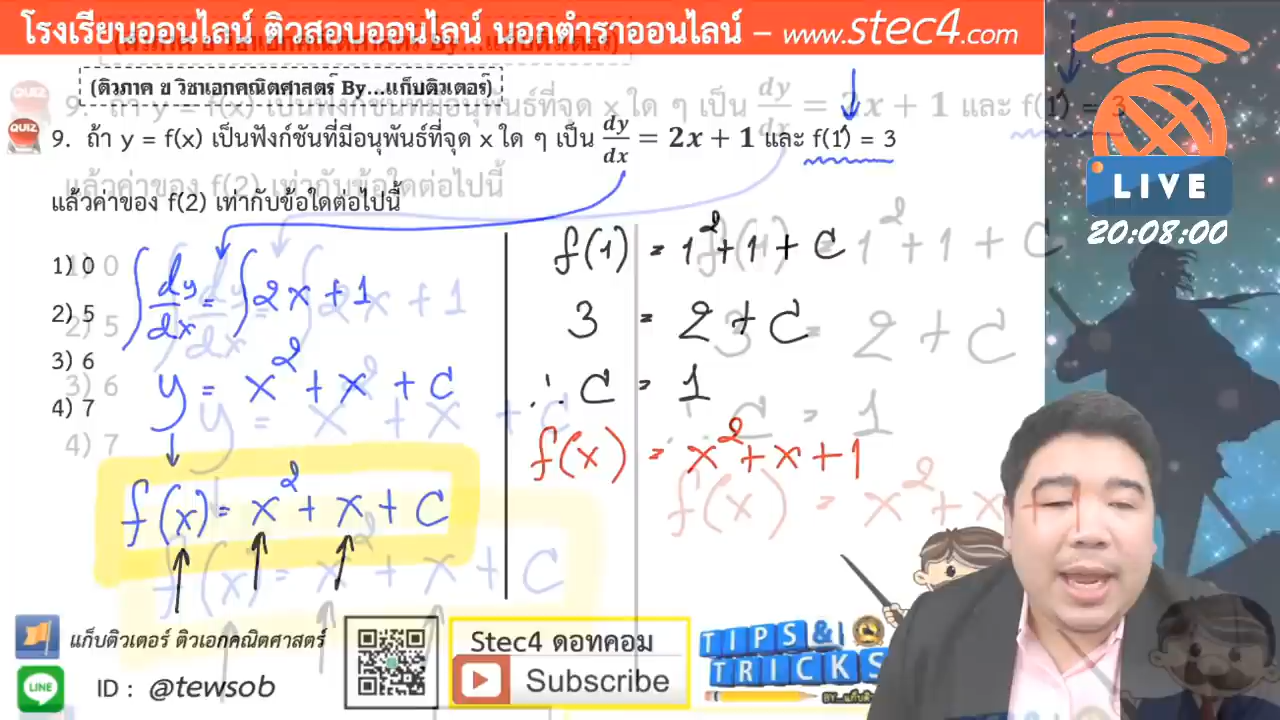 โรงเรียนออนไลน์ ติวสอบออนไลน์ นอกตำราออนไลน์ – www.stec4.com
(ติวภาค ข วิชาเอกคณิตศาสตร์ By...แก็บติวเตอร์)
QUIZ
9. ถ้า y = f(x) เป็นฟังก์ชันที่มีอนุพันธ์ที่จุด x ใด ๆ เป็น dy/dx = 2x + 1 และ f(1) = 3
แล้วค่าของ f(2) เท่ากับข้อใดต่อไปนี้
LIVE
20:08:00
1) 0
2) 5
3) 6
4) 7
∫ dy/dx = ∫ 2x + 1
y = x² + x + C
f(x) = x² + x + C
f(1) = 1² + 1 + C
3 = 2 + C
∴ C = 1
f(x) = x² + x + 1
แก็บติวเตอร์ ติวเอกคณิตศาสตร์
LINE
ID : @tewsob
Stec4 ดอทคอม
Subscribe
TIPS &
TRICKS